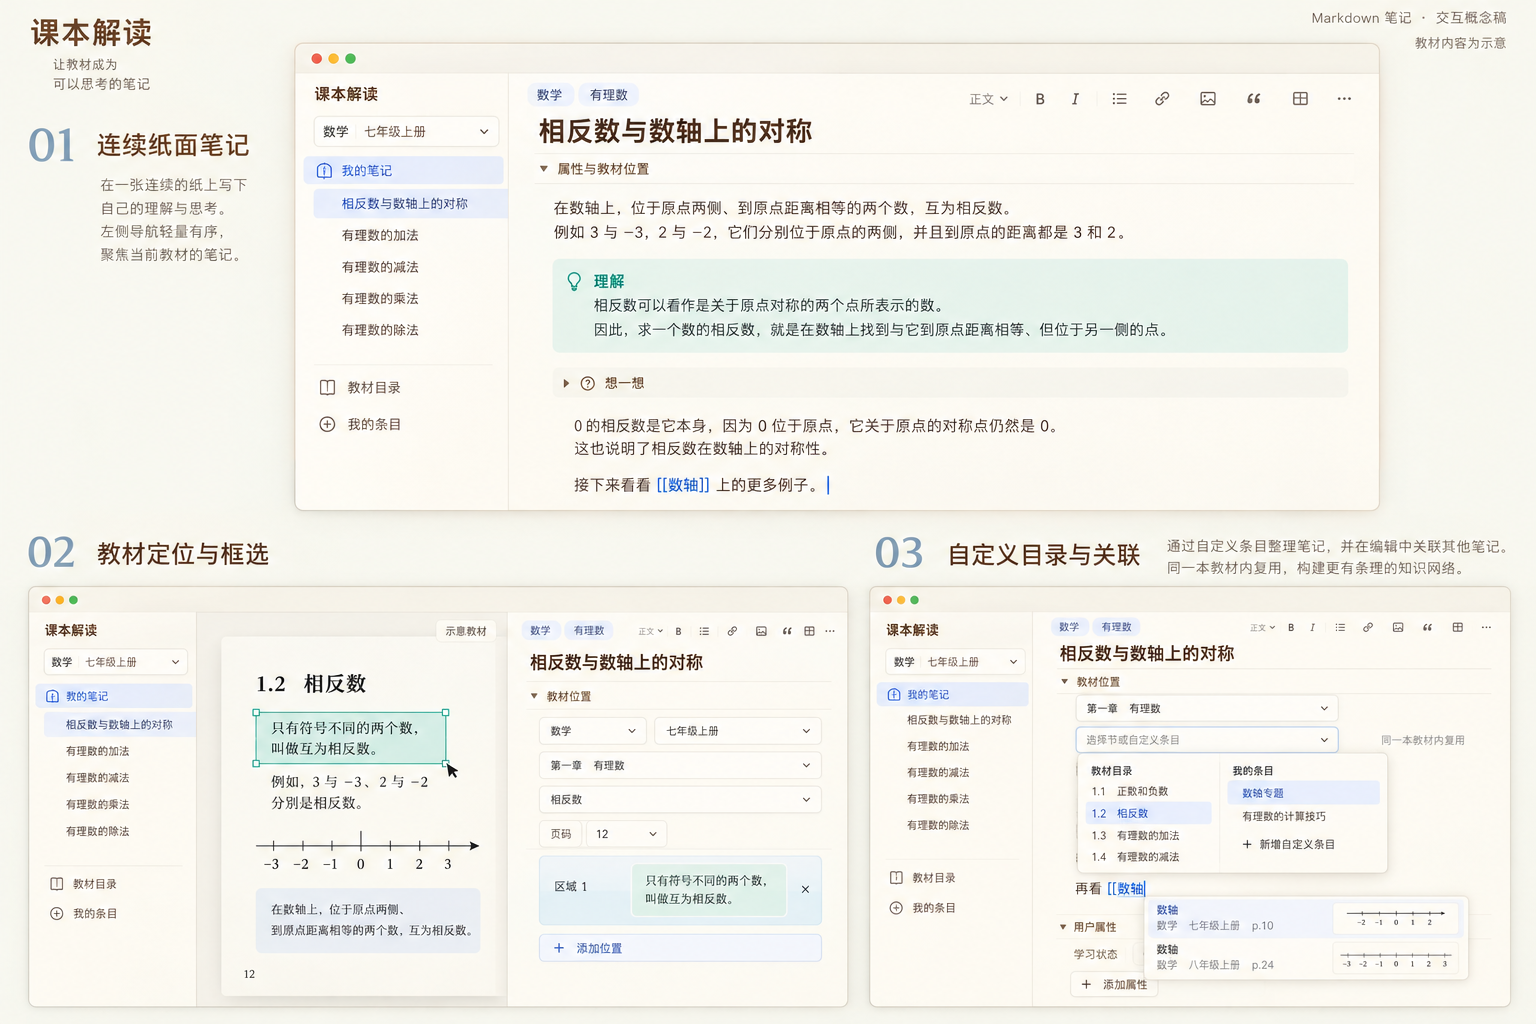 课本解读
让教材成为
可以思考的笔记
Markdown 笔记 · 交互概念稿
教材内容为示意
01 连续纸面笔记
在一张连续的纸上写下
自己的理解与思考。
左侧导航轻量有序，
聚焦当前教材的笔记。
课本解读
数学 七年级上册
我的笔记
相反数与数轴上的对称
有理数的加法
有理数的减法
有理数的乘法
有理数的除法
教材目录
我的条目
数学 有理数
正文 B I
相反数与数轴上的对称
属性与教材位置
在数轴上，位于原点两侧、到原点距离相等的两个数，互为相反数。
例如 3 与 −3，2 与 −2，它们分别位于原点的两侧，并且到原点的距离都是 3 和 2。
理解
相反数可以看作是关于原点对称的两个点所表示的数。
因此，求一个数的相反数，就是在数轴上找到与它到原点距离相等、但位于另一侧的点。
想一想
0 的相反数是它本身，因为 0 位于原点，它关于原点的对称点仍然是 0。
这也说明了相反数在数轴上的对称性。
接下来看看 [[数轴]] 上的更多例子。
02 教材定位与框选
课本解读
数学 七年级上册
我的笔记
相反数与数轴上的对称
有理数的加法
有理数的减法
有理数的乘法
有理数的除法
教材目录
我的条目
示意教材
1.2 相反数
只有符号不同的两个数，
叫做互为相反数。
例如，3 与 −3、2 与 −2
分别是相反数。
−3 −2 −1 0 1 2 3
在数轴上，位于原点两侧、
到原点距离相等的两个数，互为相反数。
12
数学 有理数
正文 B
相反数与数轴上的对称
教材位置
数学 七年级上册
第一章 有理数
相反数
页码 12
区域 1
只有符号不同的两个数，
叫做互为相反数。
×
+ 添加位置
03 自定义目录与关联
通过自定义条目整理笔记，并在编辑中关联其他笔记。
同一本教材内复用，构建更有条理的知识网络。
课本解读
数学 七年级上册
我的笔记
相反数与数轴上的对称
有理数的加法
有理数的减法
有理数的乘法
有理数的除法
教材目录
我的条目
数学 有理数
正文 B I
相反数与数轴上的对称
教材位置
第一章 有理数
选择节或自定义条目
同一本教材内复用
教材目录
1.1 正数和负数
1.2 相反数
1.3 有理数的加法
1.4 有理数的减法
我的条目
数轴专题
有理数的计算技巧
+ 新增自定义条目
再看 [[数轴
数轴
数学 七年级上册 p.10
-2 -1 0 1 2
数轴
数学 八年级上册 p.24
-3 -2 -1 0 1 2 3
用户属性
学习状态
+ 添加属性